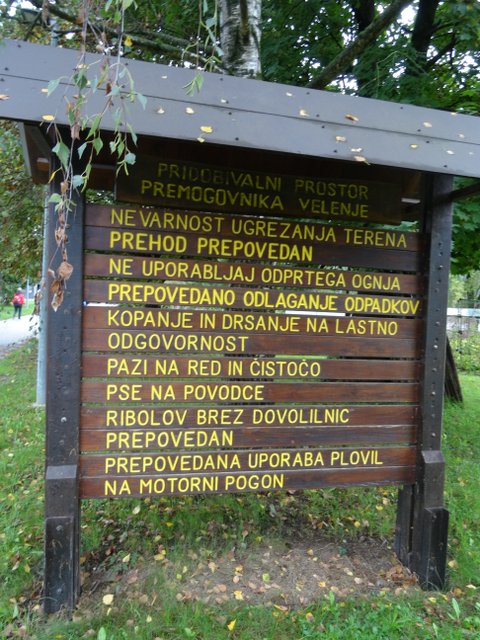 PRIDOBIVALNI PROSTOR
PREMOGOVNIKA VELENJE
NEVARNOST UGREZANJA TERENA
PREHOD PREPOVEDAN
NE UPORABLJAJ ODPRTEGA OGNJA
PREPOVEDANO ODLAGANJE ODPADKOV
KOPANJE IN DRSANJE NA LASTNO
ODGOVORNOST
PAZI NA RED IN ČISTOČO
PSE NA POVODCE
RIBOLOV BREZ DOVOLILNIC
PREPOVEDAN
PREPOVEDANA UPORABA PLOVIL
NA MOTORNI POGON